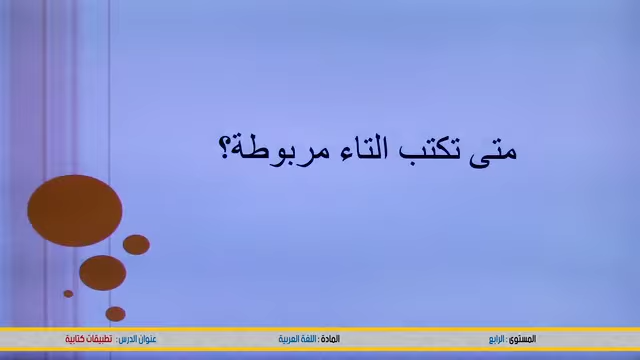 متى تكتب التاء مربوطة؟
المستوى : الرابع
المادة : اللغة العربية
عنوان الدرس : تطبيقات كتابية